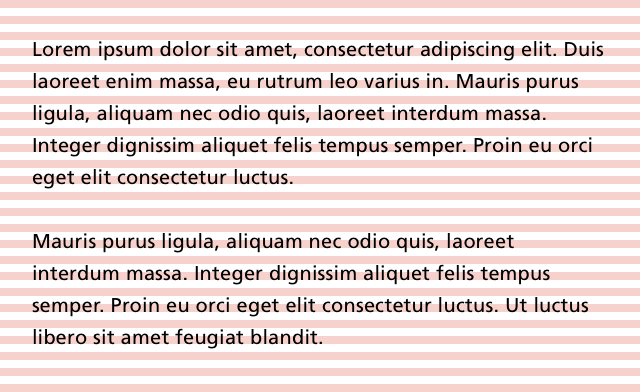 Lorem ipsum dolor sit amet, consectetur adipiscing elit. Duis
laoreet enim massa, eu rutrum leo varius in. Mauris purus
ligula, aliquam nec odio quis, laoreet interdum massa.
Integer dignissim aliquet felis tempus semper. Proin eu orci
eget elit consectetur luctus.
Mauris purus ligula, aliquam nec odio quis, laoreet
interdum massa. Integer dignissim aliquet felis tempus
semper. Proin eu orci eget elit consectetur luctus. Ut luctus
libero sit amet feugiat blandit.